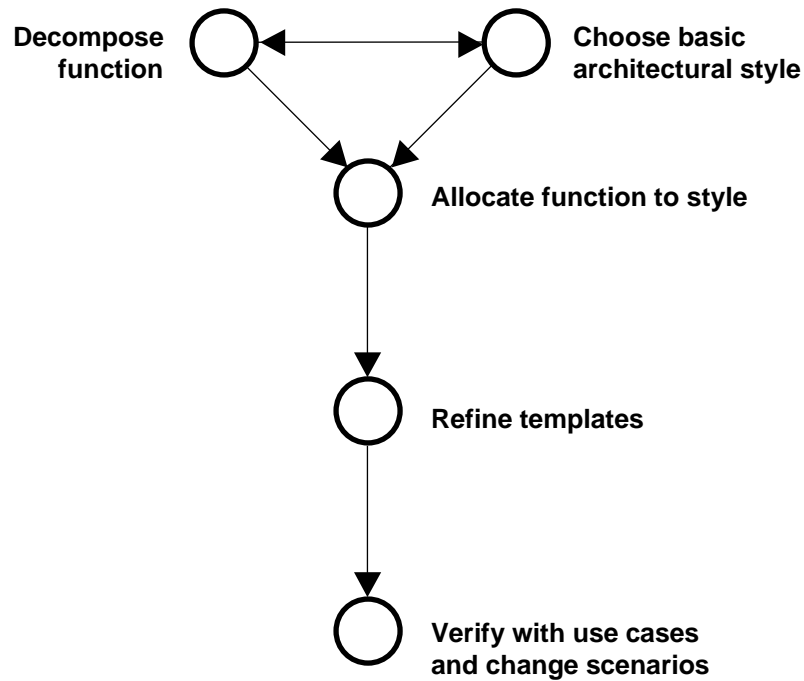 Decompose
function
Choose basic
architectural style
Allocate function to style
Refine templates
Verify with use cases
and change scenarios